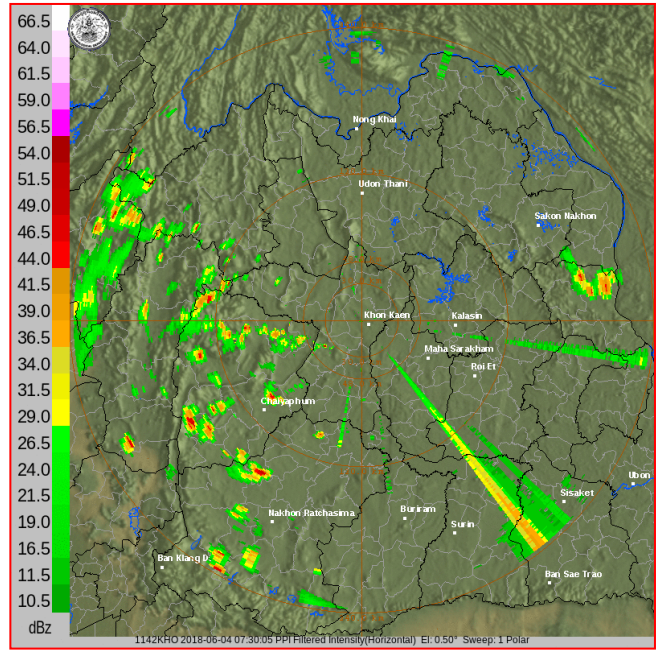 66.5
64.0
61.5
59.0
56.5
54.0
51.5
49.0
46.5
44.0
41.5
39.0
36.5
34.0
31.5
29.0
26.5
24.0
21.5
19.0
16.5
11.5
10.5
dBz
Nong Khai
Udon Thani
Sakon Nakhon
Khon Kaen
Kalasin
Maha Sarakham
Roi Et
Chaiyaphum
Ubon
Sisaket
Nakhon Ratchasima
Buriram
Surin
Ban Klang D
Ban Sae Trao
1142KHO 2018-06-04 07:30:05 PPI Filtered Intensity(Horizontal) El: 0.50° Sweep: 1 Polar